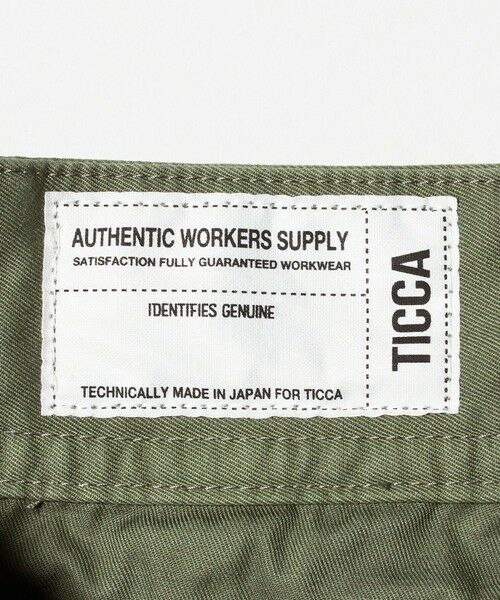 AUTHENTIC WORKERS SUPPLY
SATISFACTION FULLY GUARANTEED WORKWEAR
IDENTIFIES GENUINE
TECHNICALLY MADE IN JAPAN FOR TICCA
TICCA